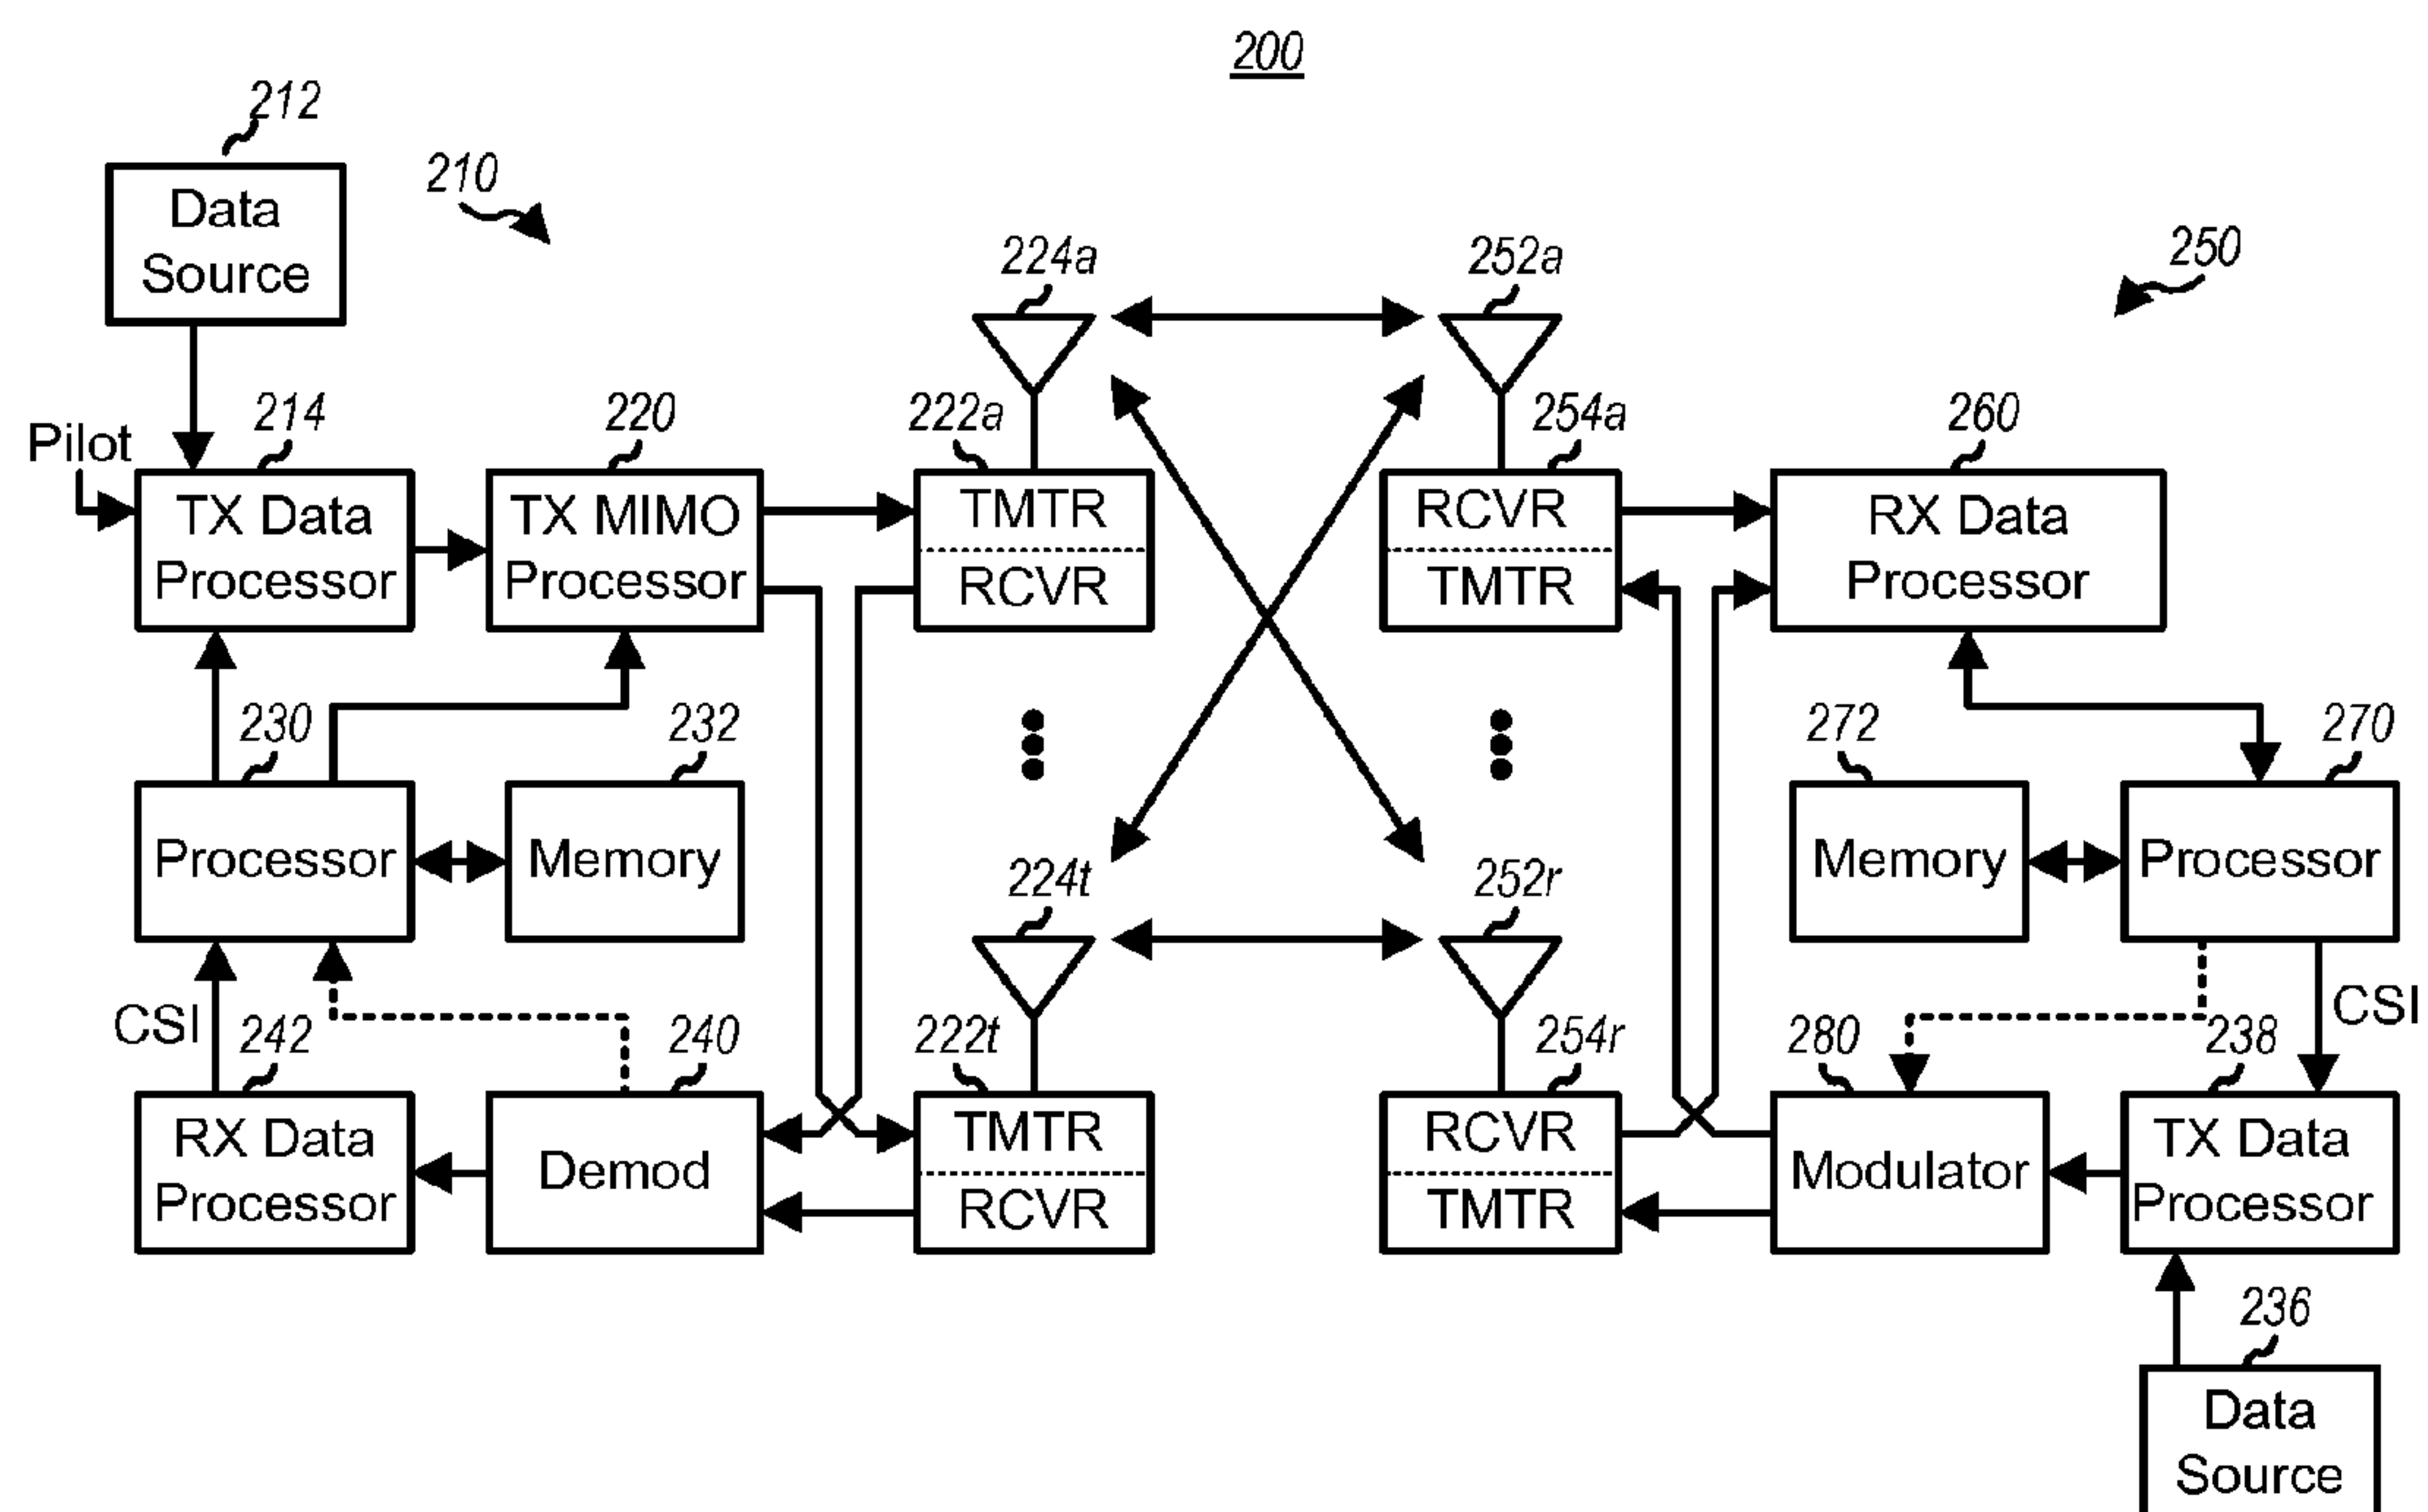 200
212
Data
Source
210
250
224a
252a
Pilot
214
220
222a
254a
260
TX Data
Processor
TX MIMO
Processor
TMTR
RCVR
RCVR
TMTR
RX Data
Processor
230
232
272
270
Processor
Memory
Memory
Processor
224t
252r
CSI
242
240
222t
254r
280
238
CSI
RX Data
Processor
Demod
TMTR
RCVR
RCVR
TMTR
Modulator
TX Data
Processor
236
Data
Source